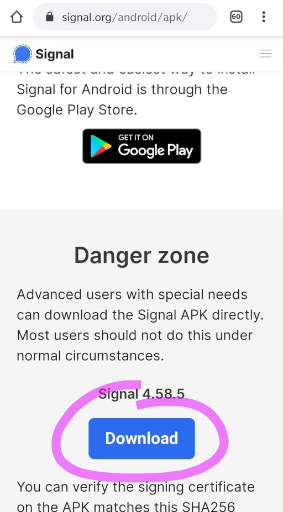 signal.org/android/apk/
60
Signal
The safest and easiest way to install
Signal for Android is through the
Google Play Store.
GET IT ON
Google Play
Danger zone
Advanced users with special needs
can download the Signal APK directly.
Most users should not do this under
normal circumstances.
Signal 4.58.5
Download
You can verify the signing certificate
on the APK matches this SHA256